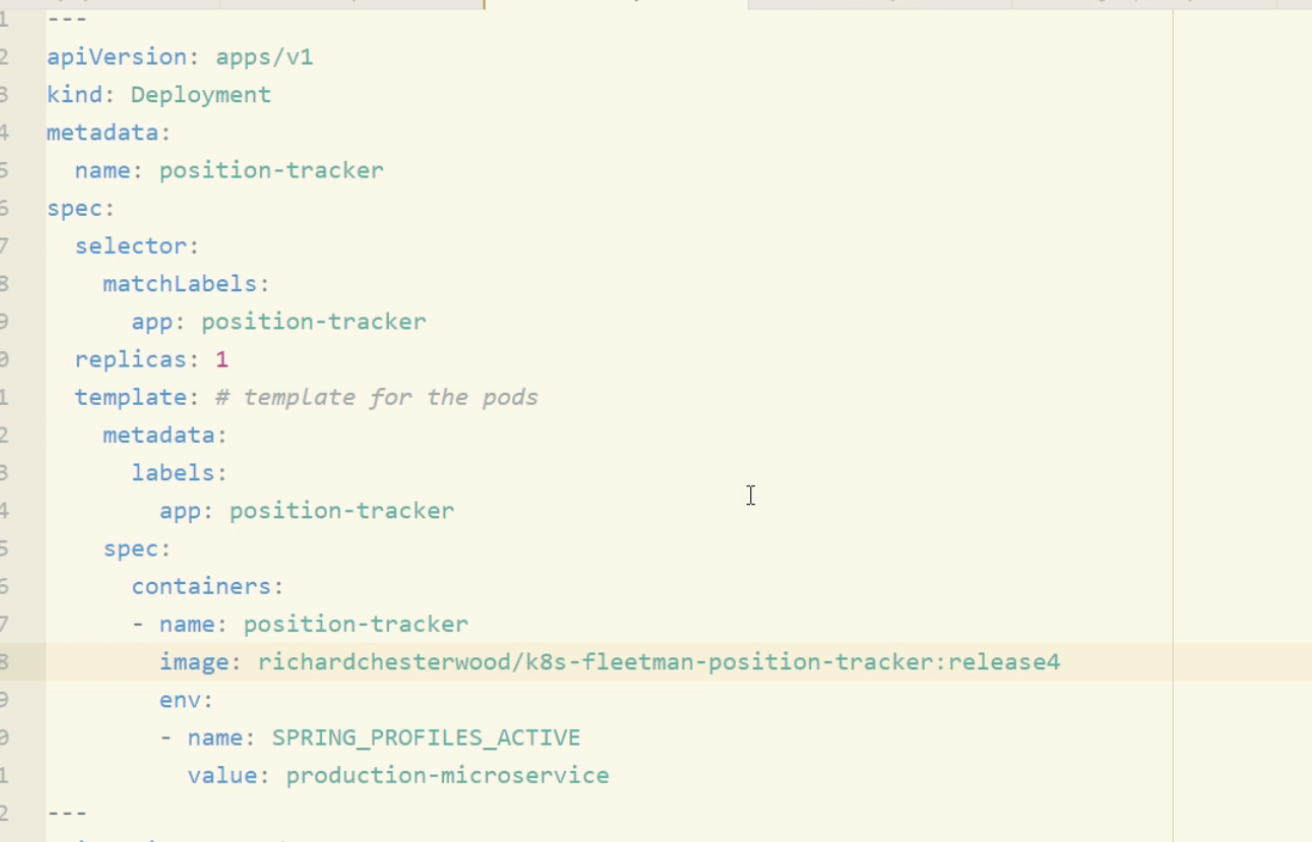 1 ---
2 apiVersion: apps/v1
3 kind: Deployment
4 metadata:
5   name: position-tracker
6 spec:
7   selector:
8     matchLabels:
9       app: position-tracker
0   replicas: 1
1   template: # template for the pods
2     metadata:
3       labels:
4         app: position-tracker
5     spec:
6       containers:
7       - name: position-tracker
8         image: richardchesterwood/k8s-fleetman-position-tracker:release4
9         env:
0         - name: SPRING_PROFILES_ACTIVE
1           value: production-microservice
2 ---